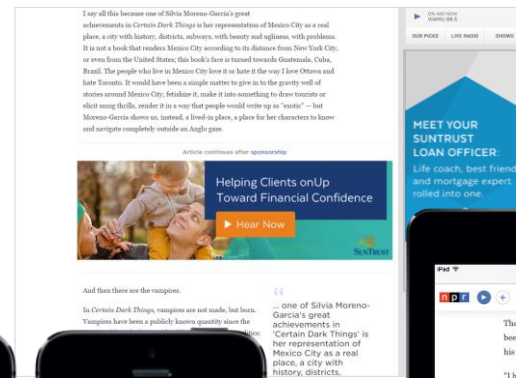 I say all this because one of Silvia Moreno-Garcia's great
achievements in Certain Dark Things is her representation of Mexico City as a real
place, a city with history, districts, subways, with beauty and ugliness, with problems.
It is not a book that renders Mexico City according to its distance from New York City,
or even from the United States; this book's face is turned towards Guatemala, Cuba,
Brazil. The people who live in Mexico City love it or hate it the way I love Ottawa and
hate Toronto. It would have been a simple matter to give in to the gravity well of
stories around Mexico City, fetishize it, make it into something to draw tourists or
elicit smug thrills, render it in a way that people would write up as "exotic" — but
Moreno-Garcia shows us, instead, a lived-in place, a place for her characters to know
and navigate completely outside an Anglo gaze.
Article continues after sponsorship
Helping Clients onUp
Toward Financial Confidence
Hear Now
SUNTRUST
And then there are the vampires.
In Certain Dark Things, vampires are not made, but born.
Vampires have been a publicly known quantity since the
“
... one of Silvia Moreno-
Garcia's great
achievements in
'Certain Dark Things' is
her representation of
Mexico City as a real
place, a city with
history, districts,
ON AIR NOW
WAMU 88.5
OUR PICKS LIVE RADIO SHOWS
MEET YOUR
SUNTRUST
LOAN OFFICER:
Life coach, best friend
and mortgage expert
rolled into one.
iPad
npr
The
bee
his
"I h